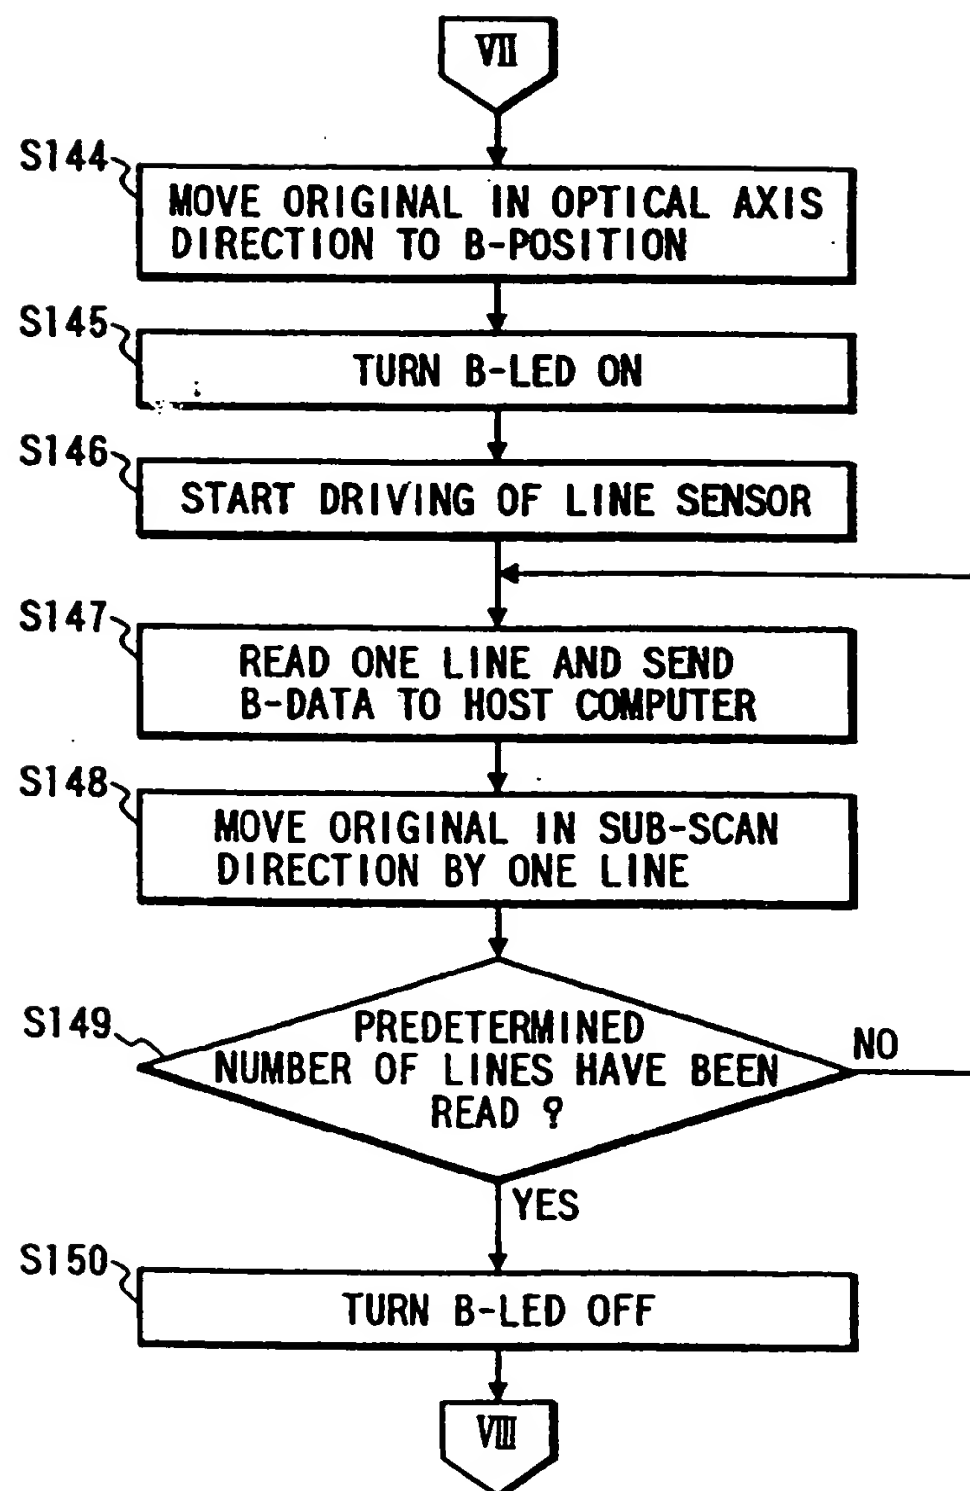 VII
S144
MOVE ORIGINAL IN OPTICAL AXIS
DIRECTION TO B-POSITION
S145
TURN B-LED ON
S146
START DRIVING OF LINE SENSOR
S147
READ ONE LINE AND SEND
B-DATA TO HOST COMPUTER
S148
MOVE ORIGINAL IN SUB-SCAN
DIRECTION BY ONE LINE
S149
PREDETERMINED
NUMBER OF LINES HAVE BEEN
READ ?
NO
YES
S150
TURN B-LED OFF
VIII